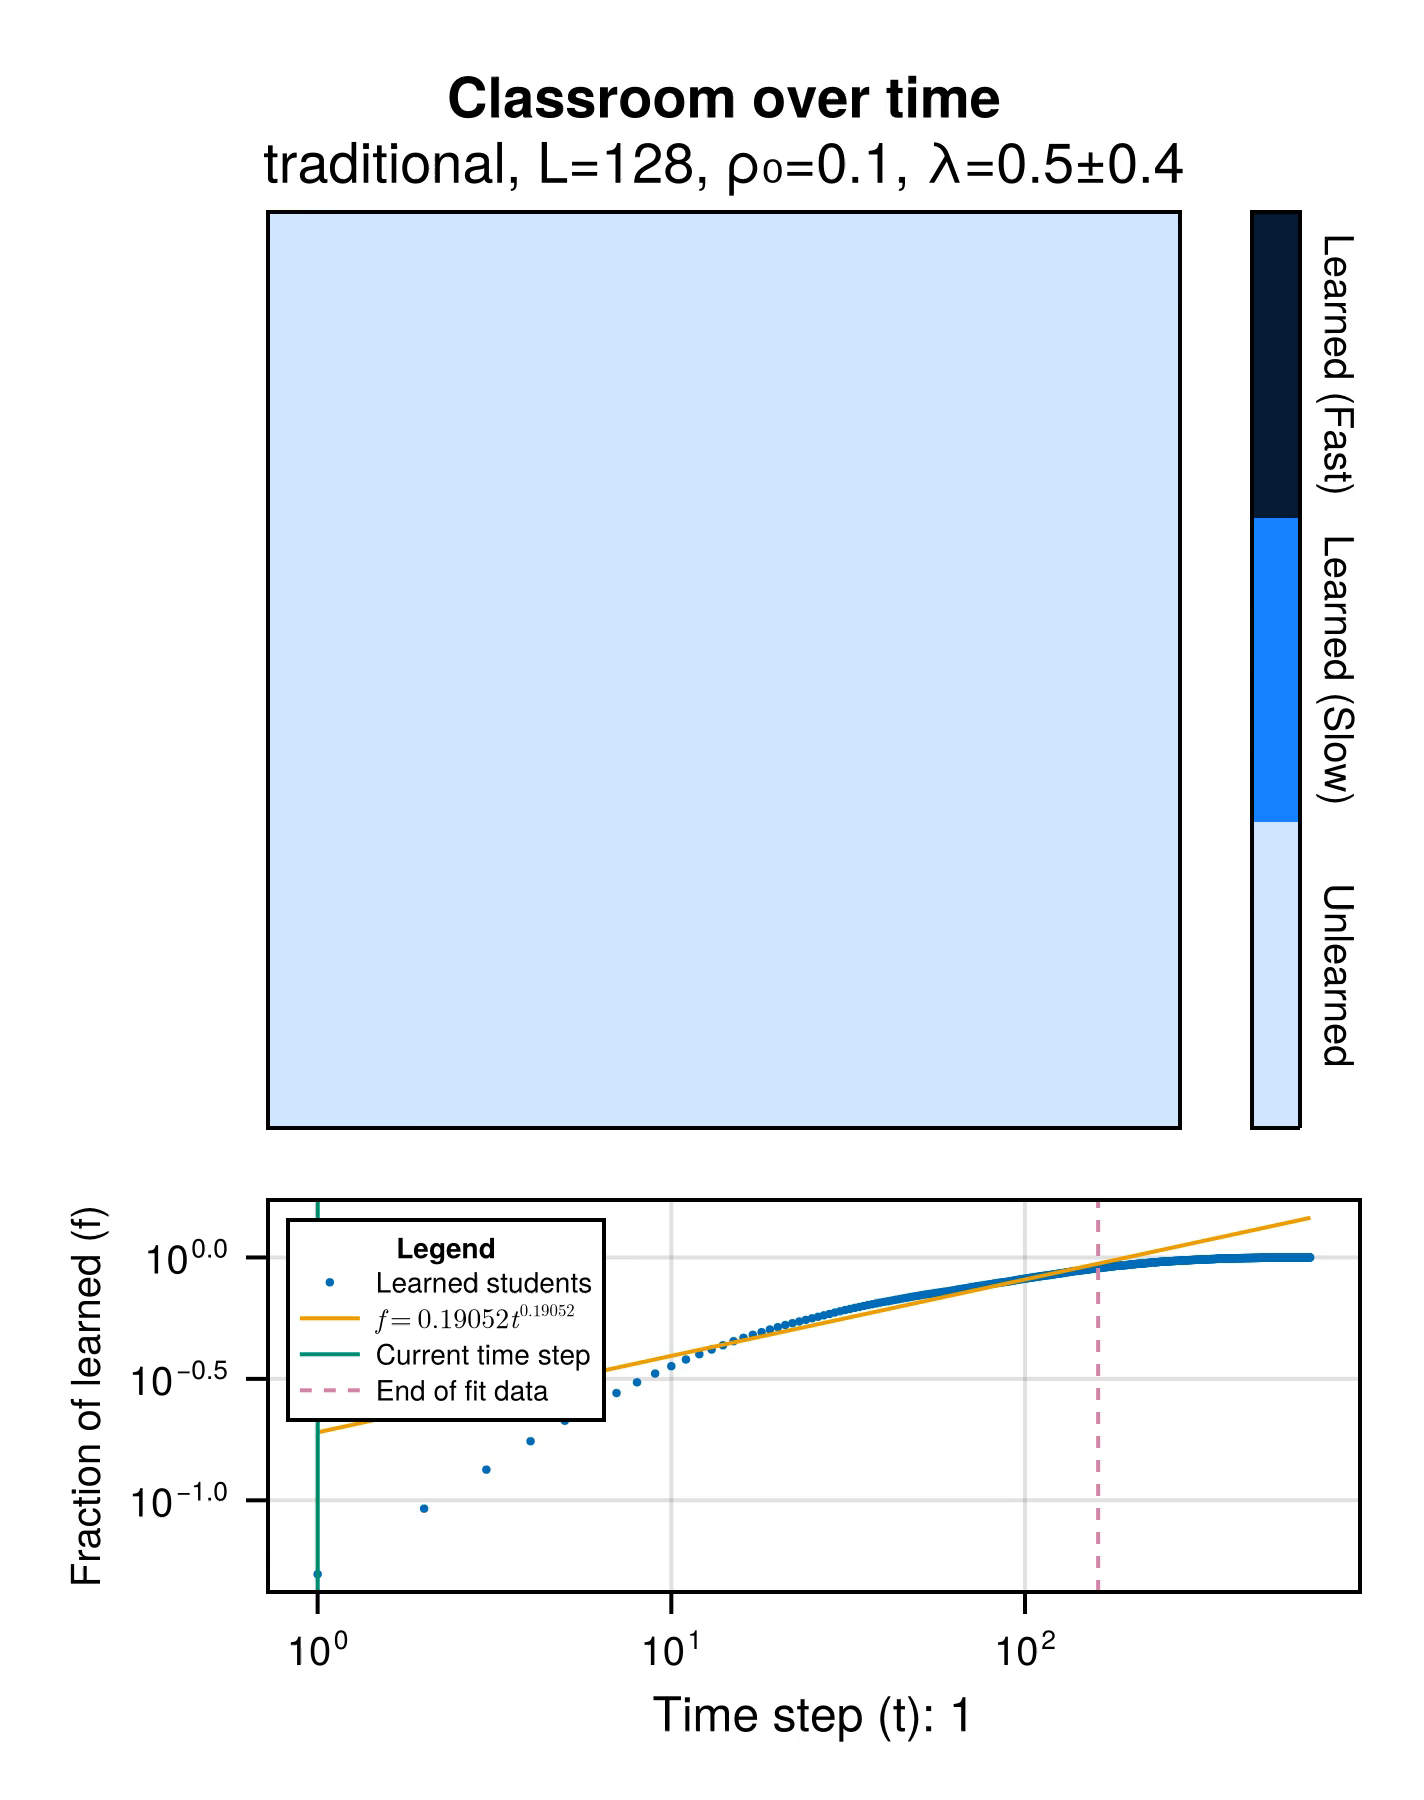 Classroom over time
traditional, L=128, ρ₀=0.1, λ=0.5±0.4
Learned (Fast)
Learned (Slow)
Unlearned
Fraction of learned (f)
10^0.0
10^−0.5
10^−1.0
Legend
Learned students
f = 0.19052t^0.19052
Current time step
End of fit data
10^0
10^1
10^2
Time step (t): 1